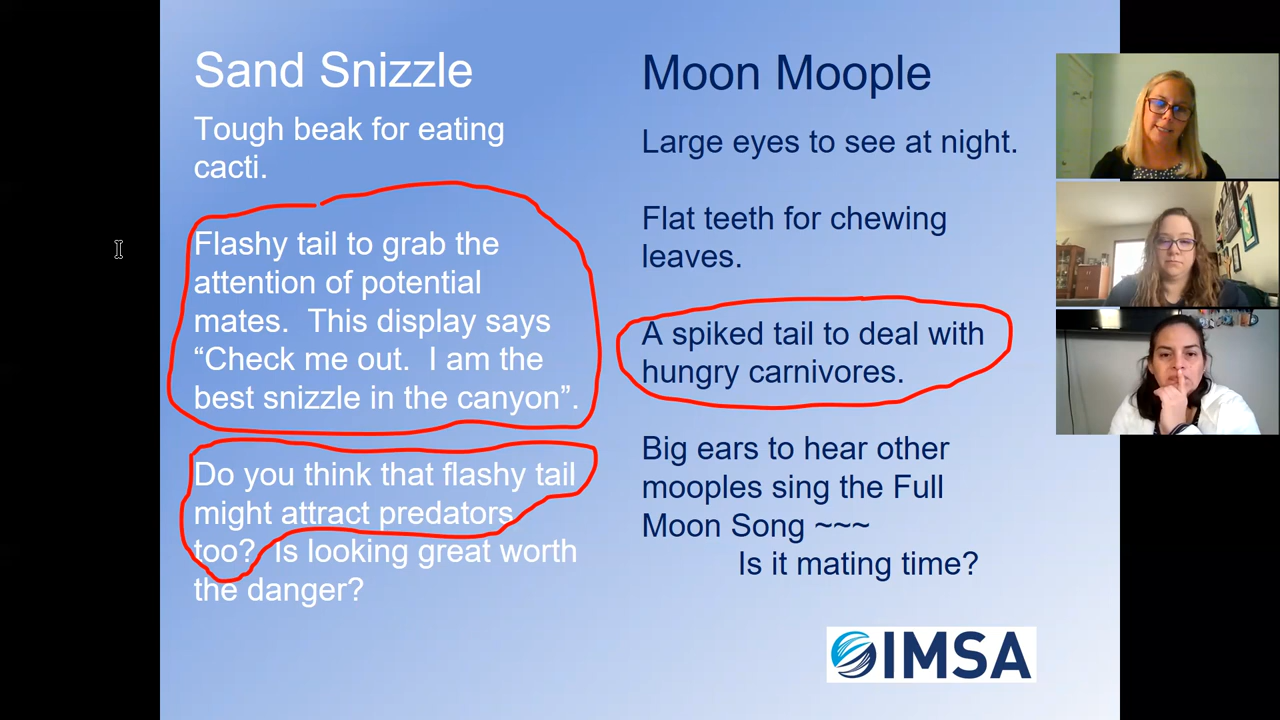 Sand Snizzle
Tough beak for eating
cacti.
Flashy tail to grab the
attention of potential
mates.  This display says
“Check me out.  I am the
best snizzle in the canyon”.
Do you think that flashy tail
might attract predators
too?  Is looking great worth
the danger?
Moon Moople
Large eyes to see at night.
Flat teeth for chewing
leaves.
A spiked tail to deal with
hungry carnivores.
Big ears to hear other
mooples sing the Full
Moon Song ~~~
Is it mating time?
IMSA